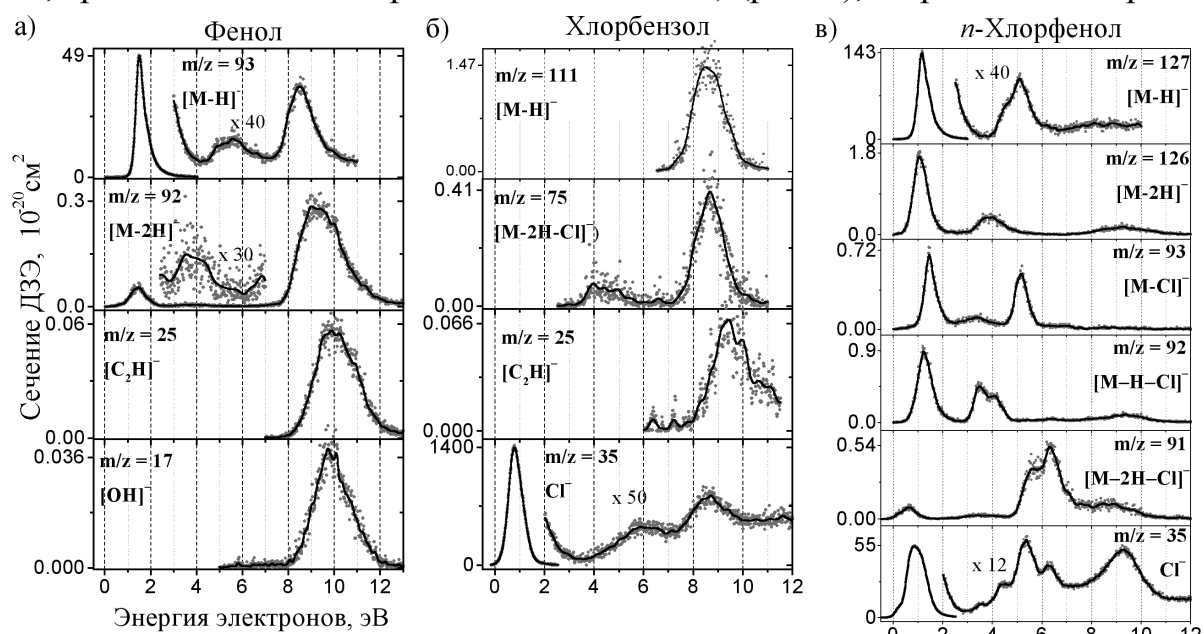 а) Фенол
49
m/z = 93
[M-H]⁻
x 40
0
0.3
m/z = 92
[M-2H]⁻
x 30
0.0
0.06
m/z = 25
[C₂H]⁻
0.00
0.036
m/z = 17
[OH]⁻
0.000
0 2 4 6 8 10 12
Энергия электронов, эВ
Сечение ДЗЭ, 10⁻²⁰см²
б) Хлорбензол
1.47
m/z = 111
[M-H]⁻
0.00
0.41
m/z = 75
[M-2H-Cl]⁻)
0.00
0.066
m/z = 25
[C₂H]⁻
0.000
1400
m/z = 35
Cl⁻
x 50
0
0 2 4 6 8 10 12
в) п-Хлорфенол
143
x 40
m/z = 127
[M-H]⁻
0
1.8
m/z = 126
[M-2H]⁻
0.0
0.72
m/z = 93
[M-Cl]⁻
0.00
0.9
m/z = 92
[M–H–Cl]⁻
0.0
0.54
m/z = 91
[M–2H–Cl]⁻
0.00
55
m/z = 35
Cl⁻
x 12
0
0 2 4 6 8 10 12